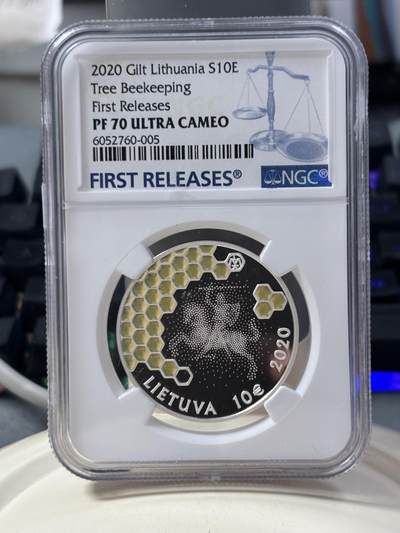 2020 Gilt Lithuania S10E
Tree Beekeeping
First Releases
PF 70 ULTRA CAMEO
6052760-005
FIRST RELEASES®
NGC®
LIETUVA 10€ 2020